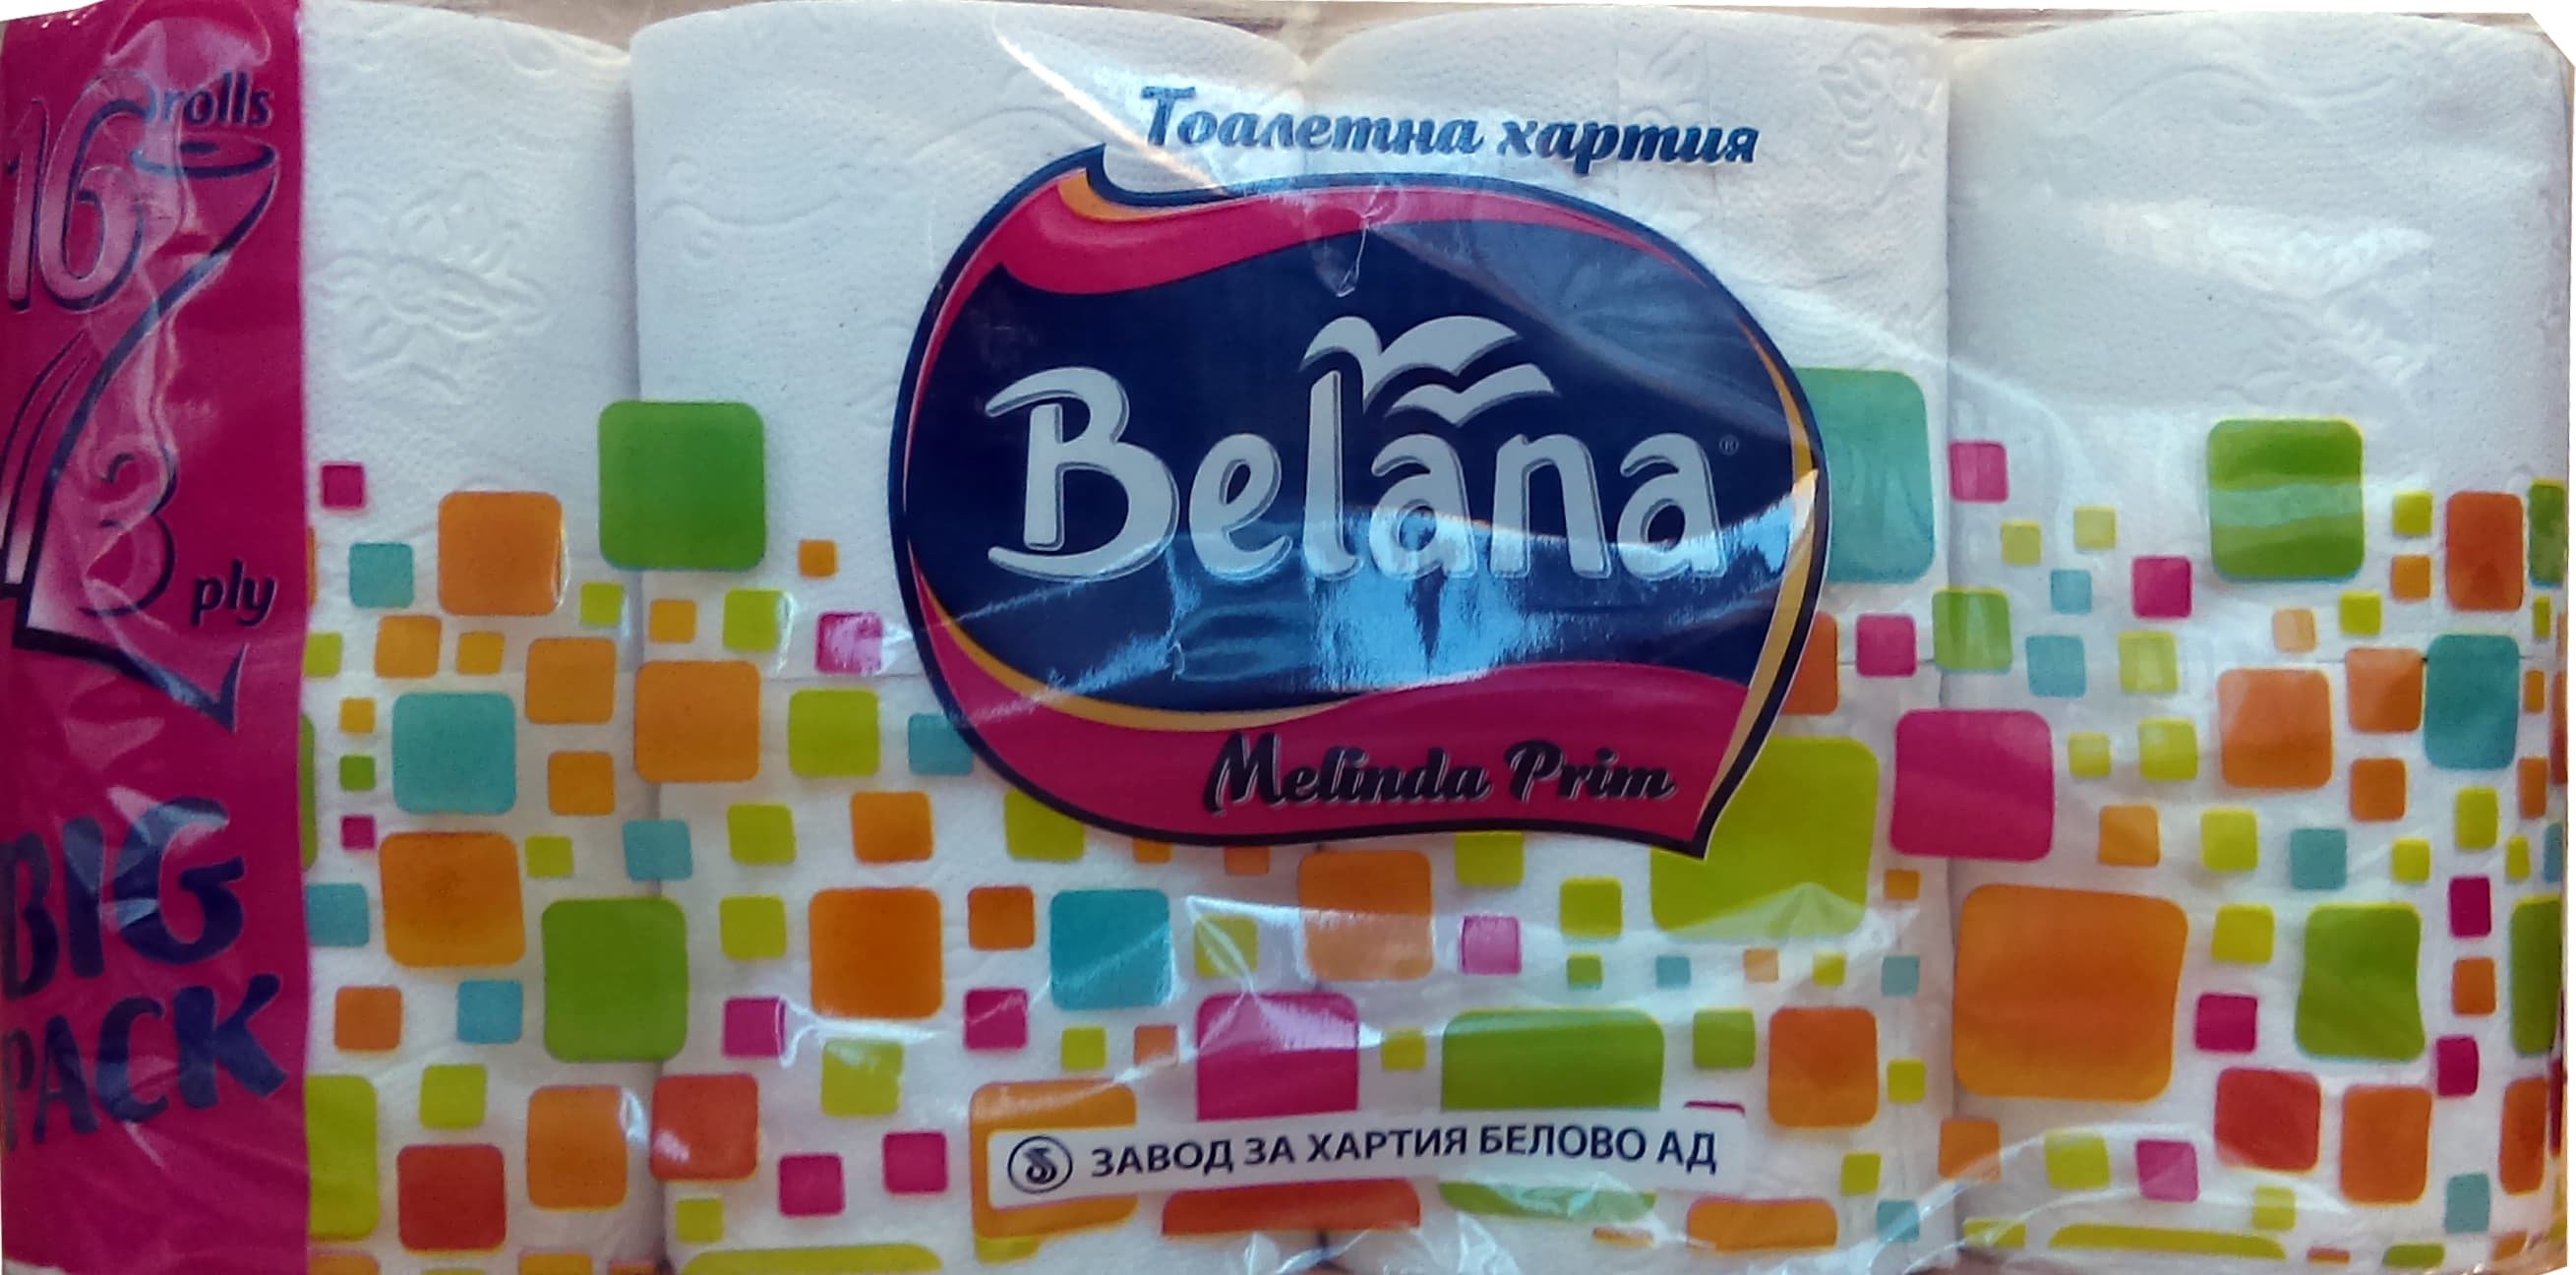 16 rolls
3 ply
BIG
PACK
Тоалетна хартия
Belana®
Melinda Prim
ЗАВОД ЗА ХАРТИЯ БЕЛОВО АД